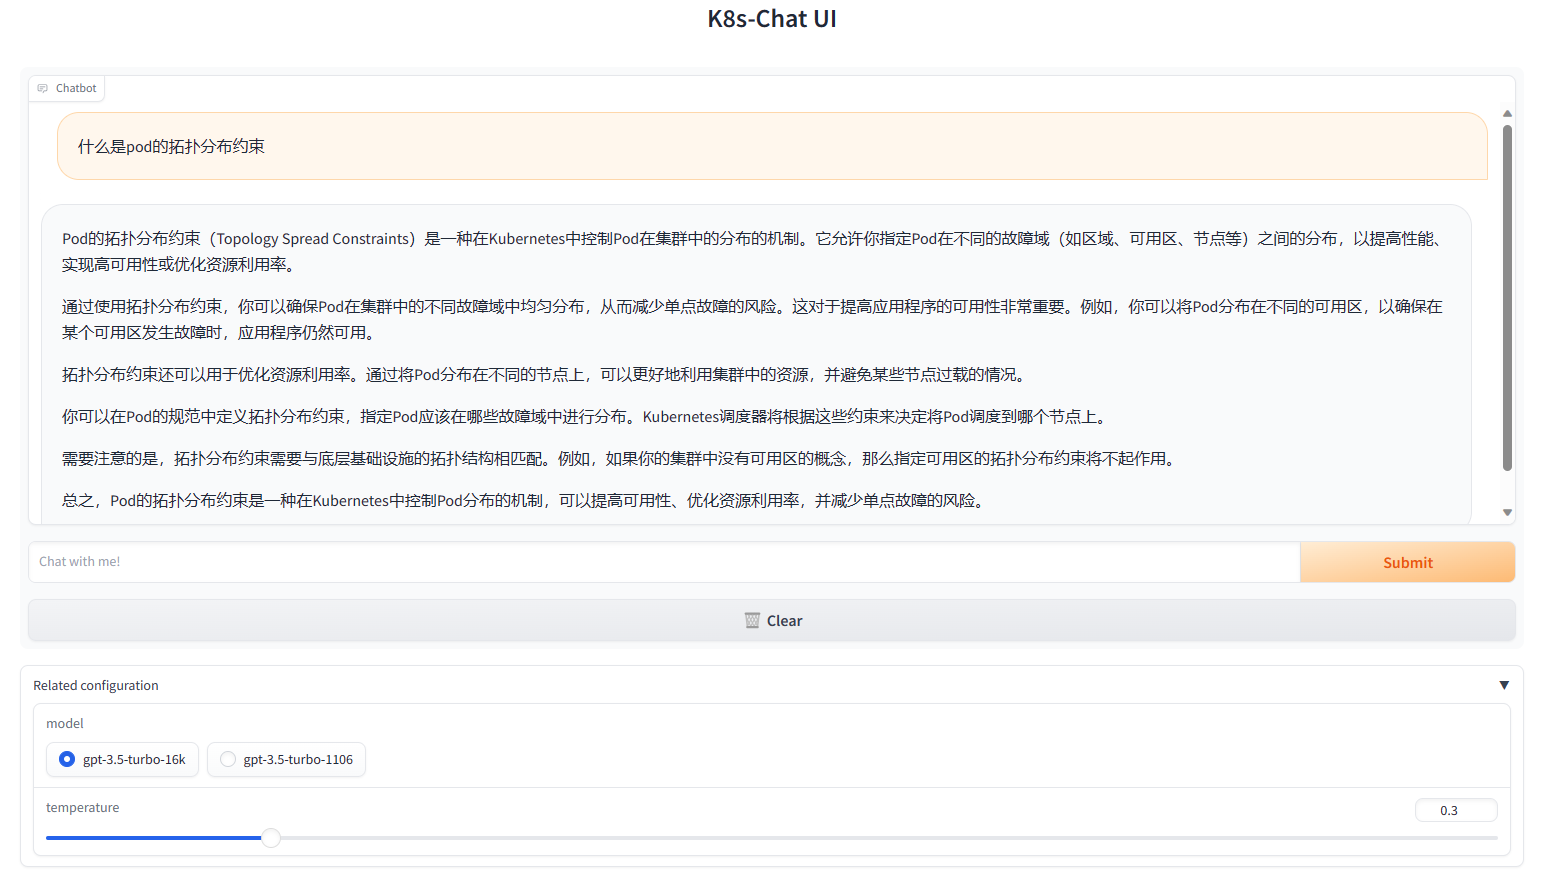 K8s-Chat UI
Chatbot
什么是pod的拓扑分布约束
Pod的拓扑分布约束（Topology Spread Constraints）是一种在Kubernetes中控制Pod在集群中的分布的机制。它允许你指定Pod在不同的故障域（如区域、可用区、节点等）之间的分布，以提高性能、
实现高可用性或优化资源利用率。
通过使用拓扑分布约束，你可以确保Pod在集群中的不同故障域中均匀分布，从而减少单点故障的风险。这对于提高应用程序的可用性非常重要。例如，你可以将Pod分布在不同的可用区，以确保在
某个可用区发生故障时，应用程序仍然可用。
拓扑分布约束还可以用于优化资源利用率。通过将Pod分布在不同的节点上，可以更好地利用集群中的资源，并避免某些节点过载的情况。
你可以在Pod的规范中定义拓扑分布约束，指定Pod应该在哪些故障域中进行分布。Kubernetes调度器将根据这些约束来决定将Pod调度到哪个节点上。
需要注意的是，拓扑分布约束需要与底层基础设施的拓扑结构相匹配。例如，如果你的集群中没有可用区的概念，那么指定可用区的拓扑分布约束将不起作用。
总之，Pod的拓扑分布约束是一种在Kubernetes中控制Pod分布的机制，可以提高可用性、优化资源利用率，并减少单点故障的风险。
Chat with me!
Submit
Clear
Related configuration
model
gpt-3.5-turbo-16k
gpt-3.5-turbo-1106
temperature
0.3